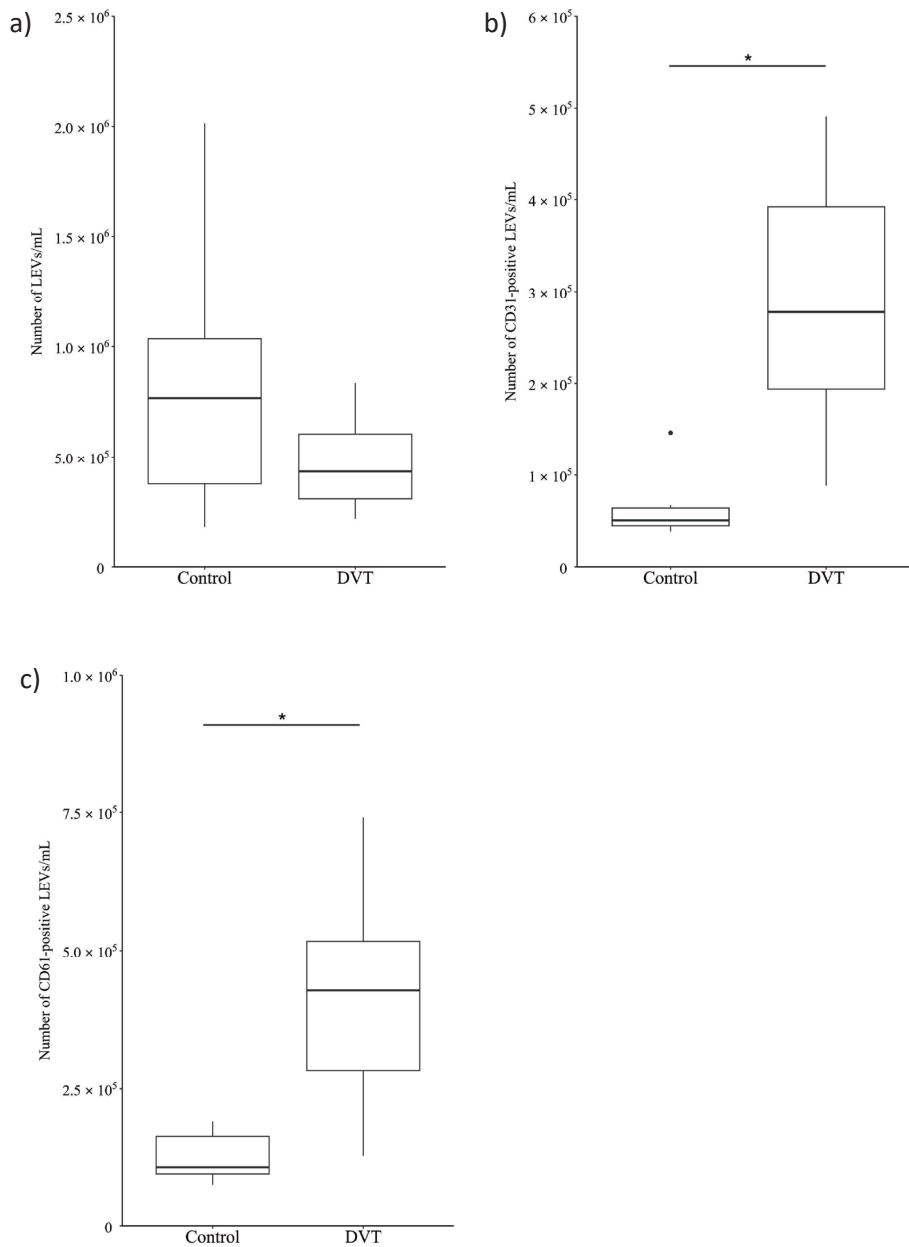 a)
Number of LEVs/mL
2.5 × 10⁶
2.0 × 10⁶
1.5 × 10⁶
1.0 × 10⁶
5.0 × 10⁵
0
Control
DVT
b)
Number of CD31-positive LEVs/mL
6 × 10⁵
5 × 10⁵
4 × 10⁵
3 × 10⁵
2 × 10⁵
1 × 10⁵
0
*
Control
DVT
c)
Number of CD61-positive LEVs/mL
1.0 × 10⁶
7.5 × 10⁵
5.0 × 10⁵
2.5 × 10⁵
0
*
Control
DVT